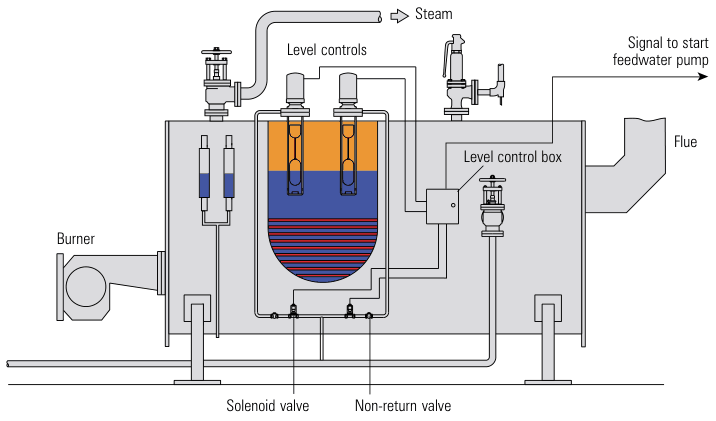 Steam
Level controls
Signal to start
feedwater pump
Flue
Level control box
Burner
Solenoid valve
Non-return valve